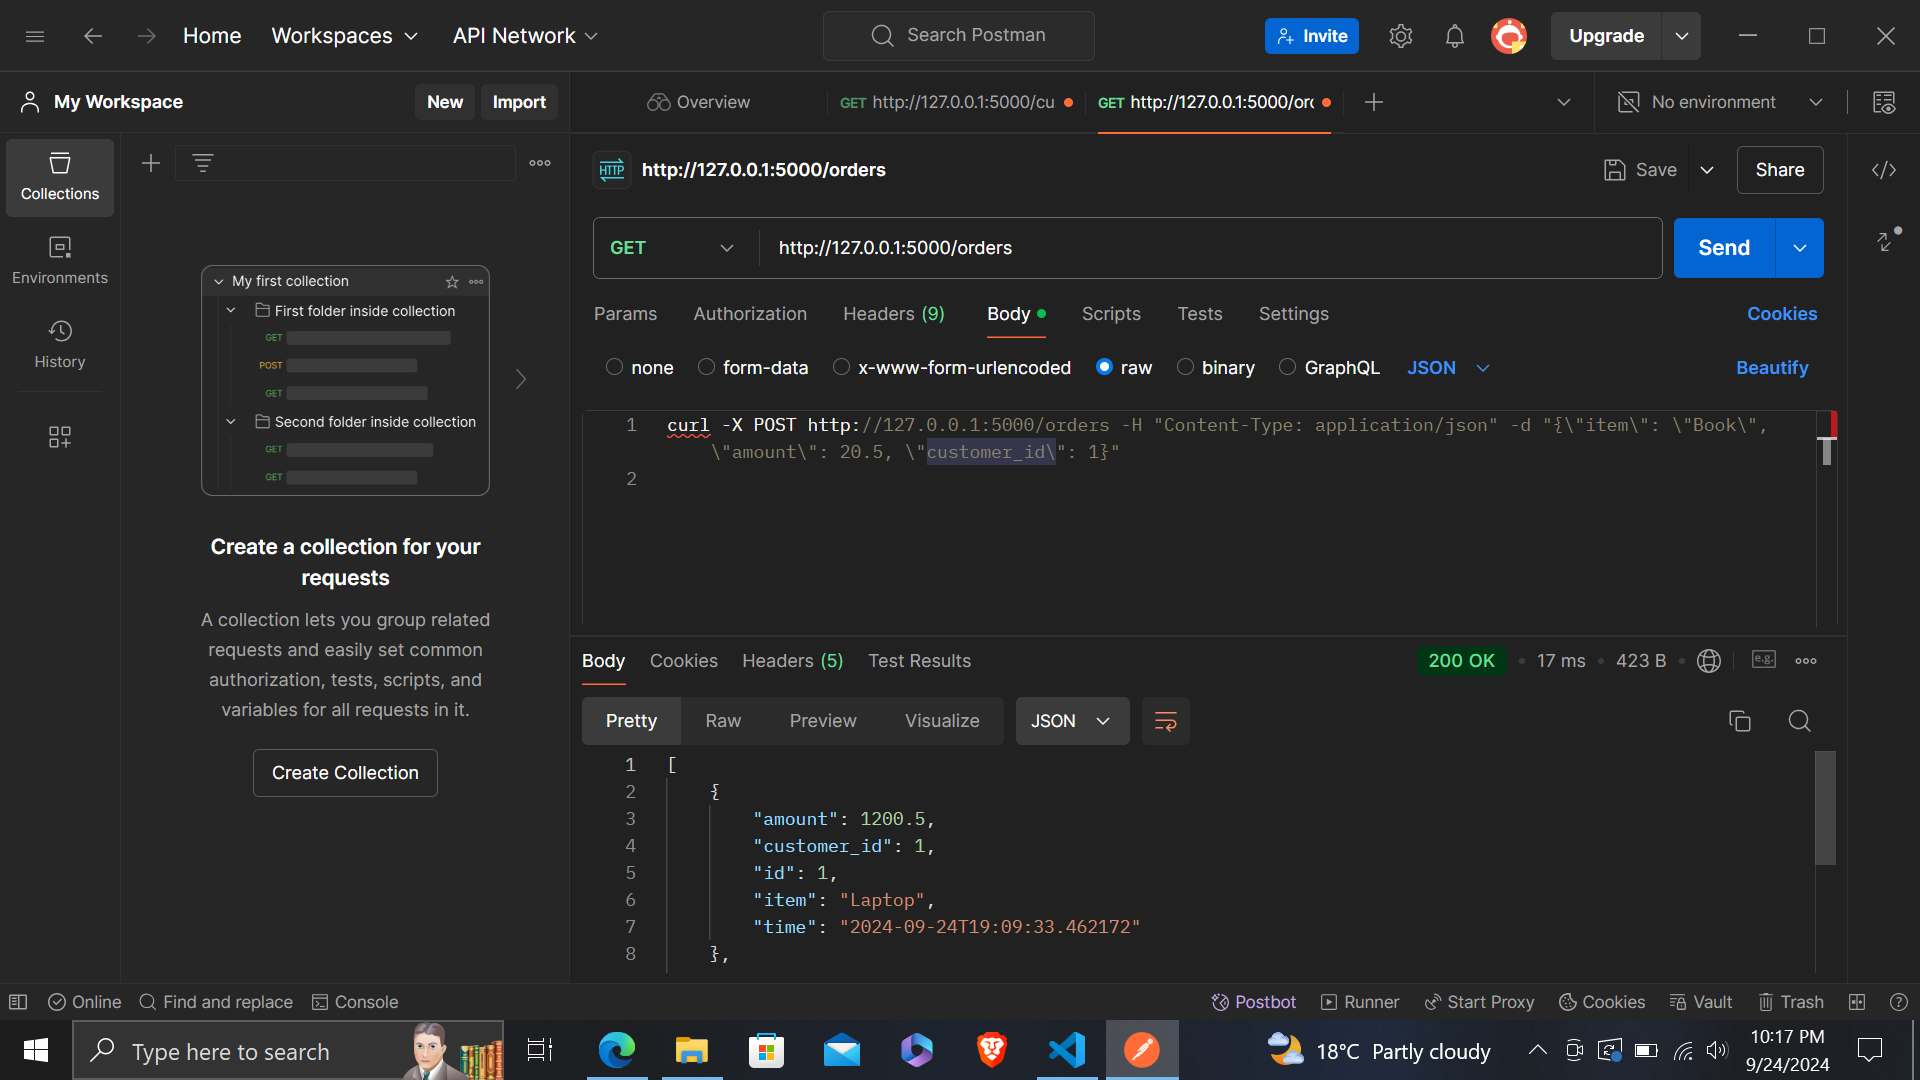 Home
Workspaces
API Network
Search Postman
Invite
Upgrade
My Workspace
New
Import
Overview
GET http://127.0.0.1:5000/cu
GET http://127.0.0.1:5000/orc
No environment
Collections
Environments
History
My first collection
First folder inside collection
GET
POST
GET
Second folder inside collection
GET
GET
Create a collection for your
requests
A collection lets you group related
requests and easily set common
authorization, tests, scripts, and
variables for all requests in it.
Create Collection
HTTP
http://127.0.0.1:5000/orders
Save
Share
GET
http://127.0.0.1:5000/orders
Send
Params
Authorization
Headers (9)
Body
Scripts
Tests
Settings
Cookies
none
form-data
x-www-form-urlencoded
raw
binary
GraphQL
JSON
Beautify
1 curl -X POST http://127.0.0.1:5000/orders -H "Content-Type: application/json" -d "{\"item\": \"Book\",
\"amount\": 20.5, \"customer_id\": 1}"
2
Body
Cookies
Headers (5)
Test Results
200 OK
17 ms
423 B
e.g.
Pretty
Raw
Preview
Visualize
JSON
1 [
2 {
3 "amount": 1200.5,
4 "customer_id": 1,
5 "id": 1,
6 "item": "Laptop",
7 "time": "2024-09-24T19:09:33.462172"
8 },
Online
Find and replace
Console
Postbot
Runner
Start Proxy
Cookies
Vault
Trash
Type here to search
18°C Partly cloudy
10:17 PM
9/24/2024